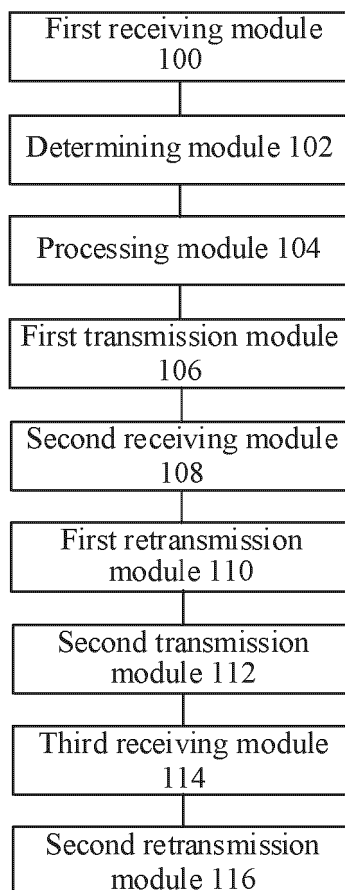 First receiving module
100
Determining module 102
Processing module 104
First transmission module
106
Second receiving module
108
First retransmission
module 110
Second transmission
module 112
Third receiving module
114
Second retransmission
module 116